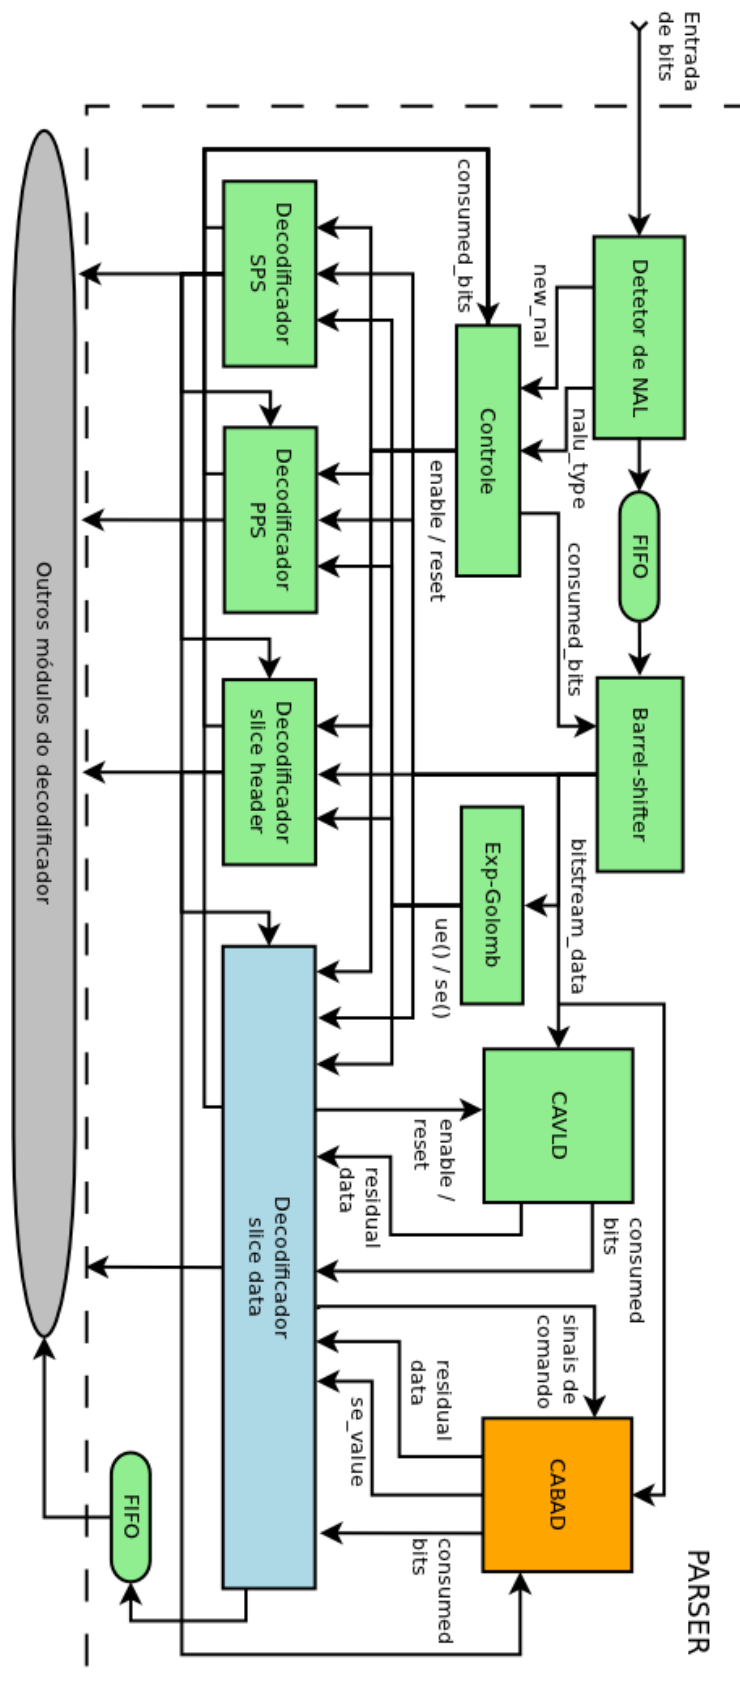 PARSER
Entrada
de bits
Detetor de NAL
FIFO
Barrel-shifter
new_nal
nalu_type
consumed_bits
bitstream_data
consumed_bits
Controle
enable / reset
Exp-Golomb
ue() / se()
CAVLD
enable /
reset
residual
data
consumed
bits
sinais de
comando
CABAD
residual
data
se_value
consumed
bits
Decodificador
SPS
Decodificador
PPS
Decodificador
slice header
Decodificador
slice data
FIFO
Outros módulos do decodificador